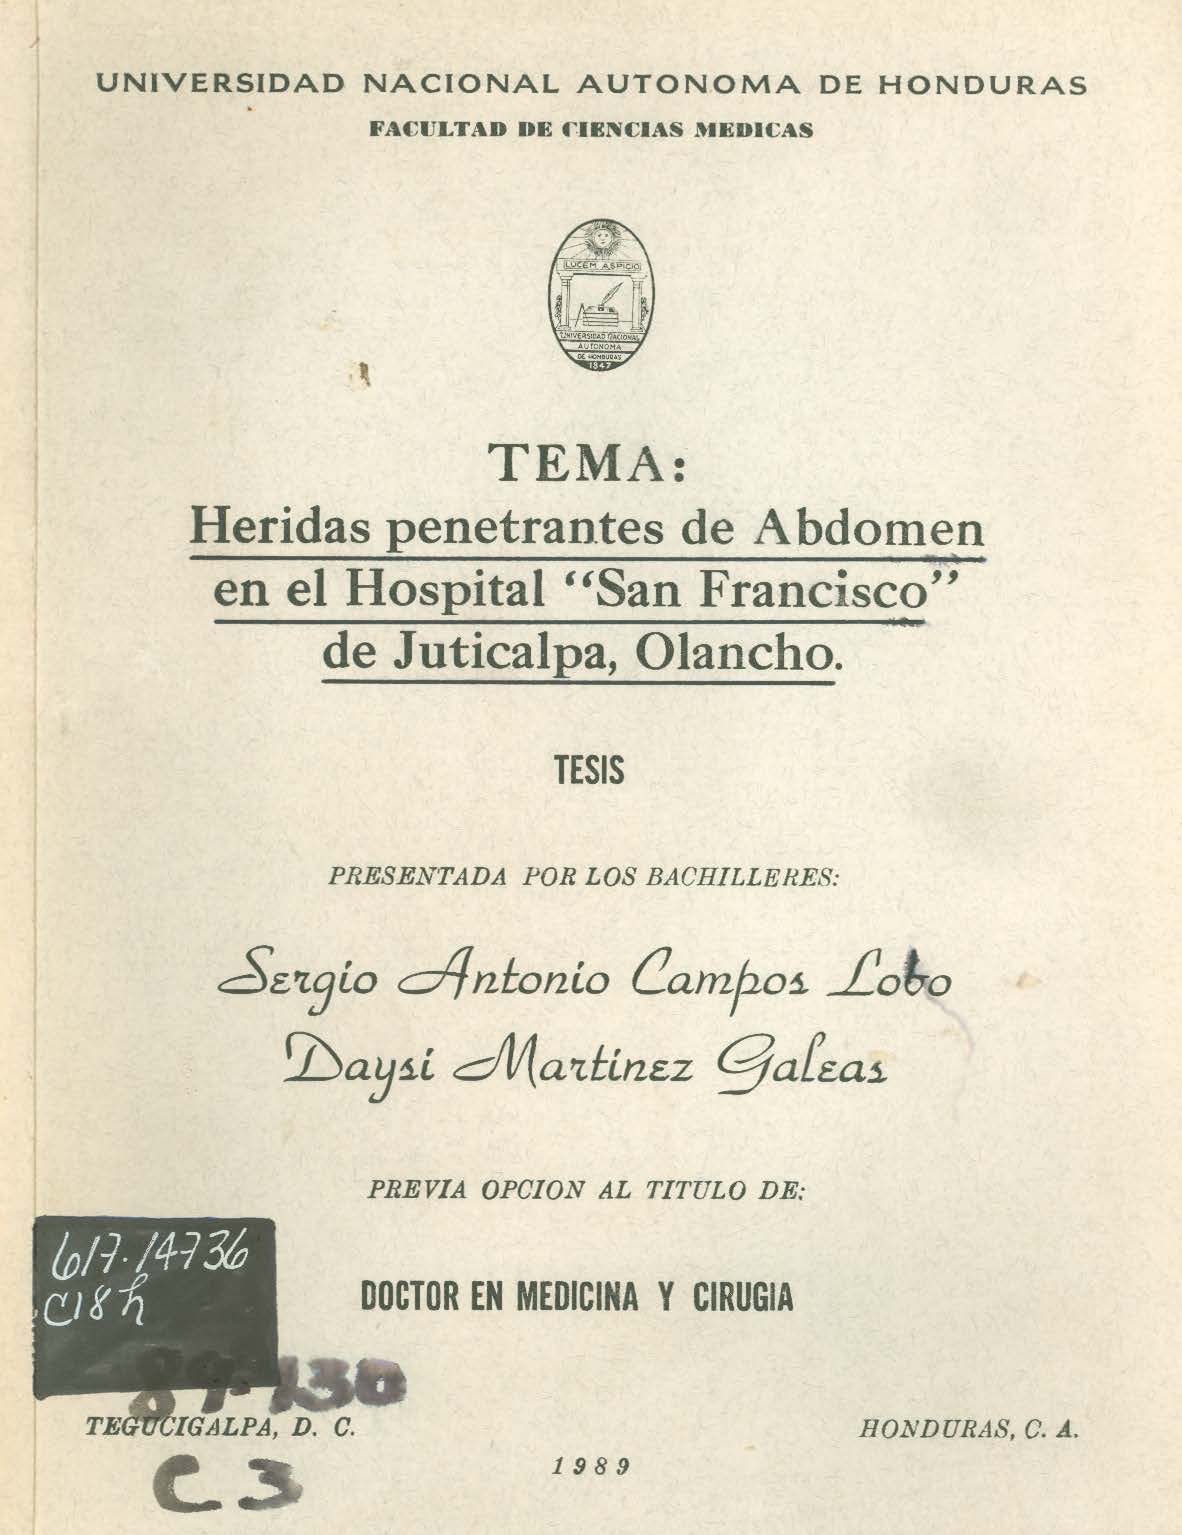 UNIVERSIDAD NACIONAL AUTONOMA DE HONDURAS
FACULTAD DE CIENCIAS MEDICAS
LUCEM ASPICIO
UNIVERSIDAD NACIONAL
AUTONOMA
DE HONDURAS
1847
TEMA:
Heridas penetrantes de Abdomen
en el Hospital “San Francisco”
de Juticalpa, Olancho.
TESIS
PRESENTADA POR LOS BACHILLERES:
Sergio Antonio Campos Lobo
Daysi Martinez Galeas
PREVIA OPCION AL TITULO DE:
617.14736
C18h
DOCTOR EN MEDICINA Y CIRUGIA
89-130
TEGUCIGALPA, D. C.
HONDURAS, C. A.
1989
C3